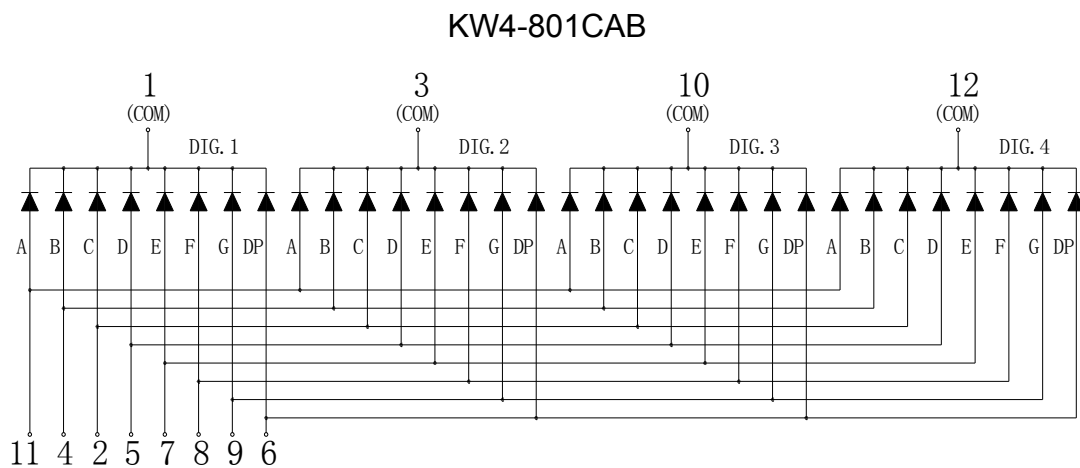 KW4-801CAB
1 3 10 12
(COM) (COM) (COM) (COM)
DIG.1 DIG.2 DIG.3 DIG.4
A B C D E F G DP A B C D E F G DP A B C D E F G DP A B C D E F G DP
11 4 2 5 7 8 9 6